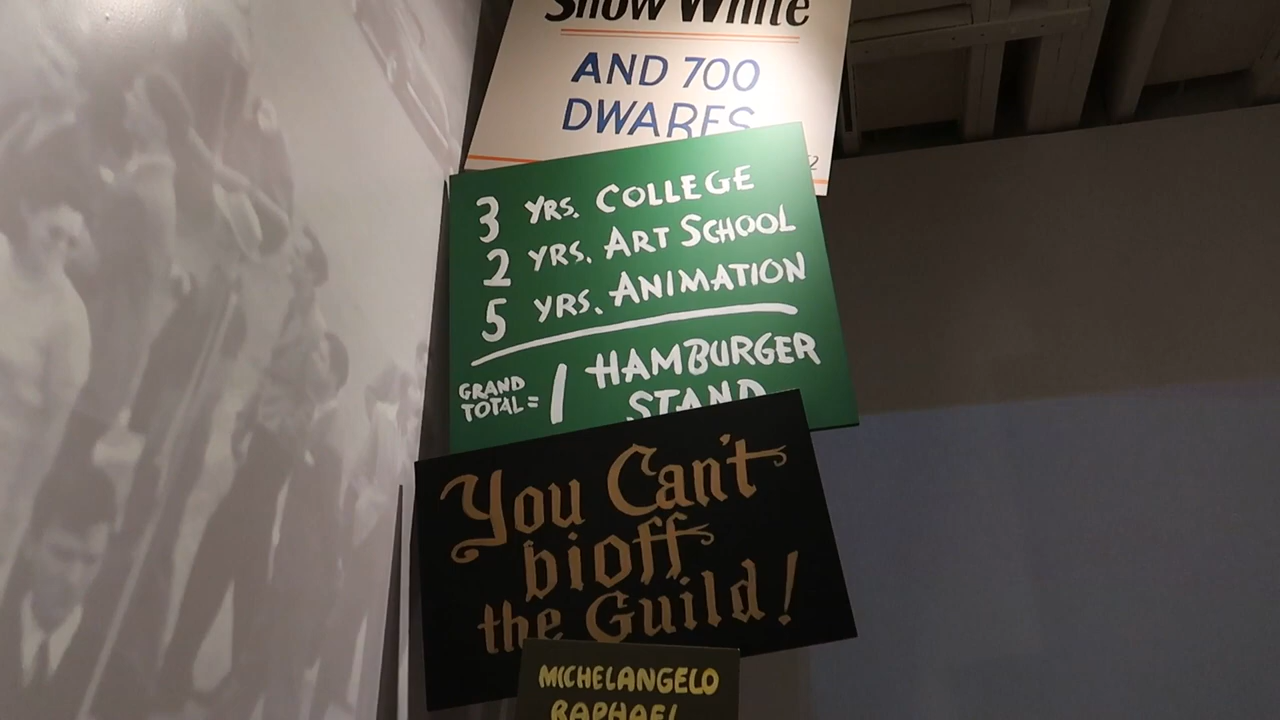 Snow White
AND 700
DWARFS
3 YRS. COLLEGE
2 YRS. ART SCHOOL
5 YRS. ANIMATION
GRAND TOTAL = 1 HAMBURGER
STAND
You Can't
bioff
the Guild!
MICHELANGELO
RAPHAEL